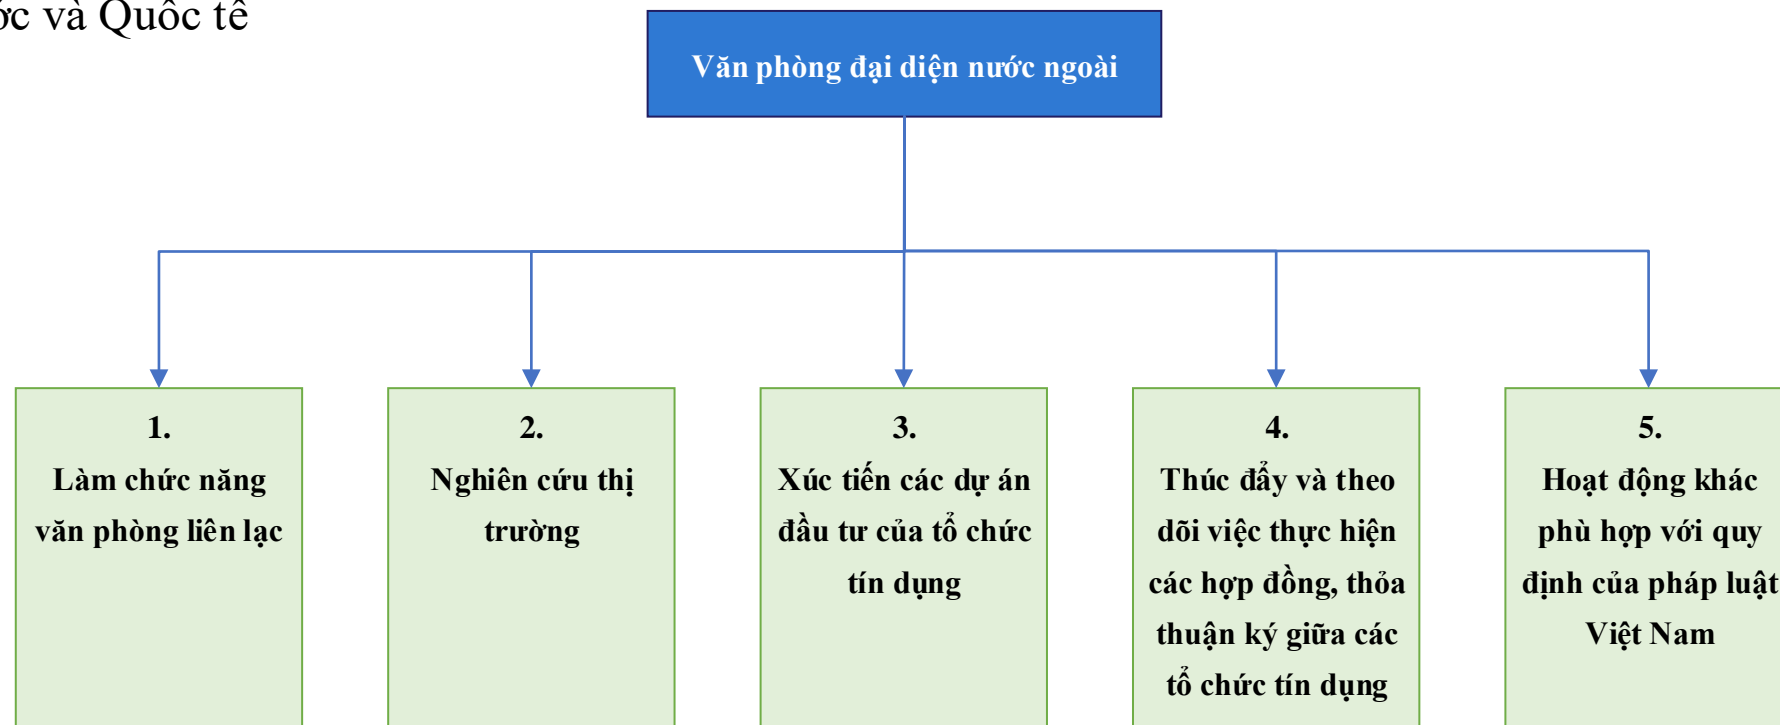 và Quốc tế
Văn phòng đại diện nước ngoài
1.
Làm chức năng
văn phòng liên lạc
2.
Nghiên cứu thị
trường
3.
Xúc tiến các dự án
đầu tư của tổ chức
tín dụng
4.
Thúc đẩy và theo
dõi việc thực hiện
các hợp đồng, thỏa
thuận ký giữa các
tổ chức tín dụng
5.
Hoạt động khác
phù hợp với quy
định của pháp luật
Việt Nam